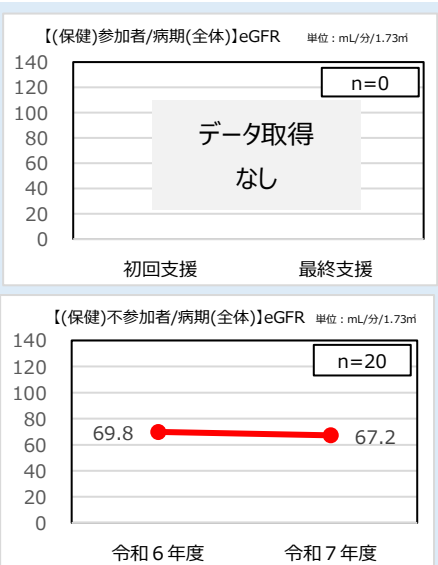 【(保健)参加者/病期(全体)】eGFR 単位：mL/分/1.73㎡
n=0
140
120
100
80
60
40
20
0
データ取得
なし
初回支援 最終支援
【(保健)不参加者/病期(全体)】eGFR 単位：mL/分/1.73㎡
n=20
140
120
100
80
60
40
20
0
69.8
67.2
令和６年度 令和７年度